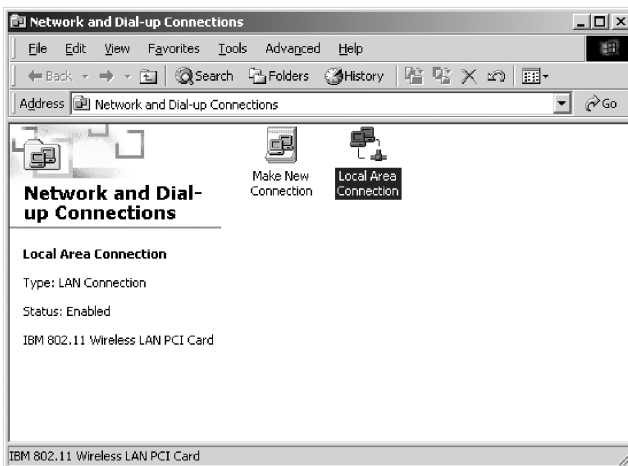 Network and Dial-up Connections
File Edit View Favorites Tools Advanced Help
Back Search Folders History
Address Network and Dial-up Connections Go
Make New
Connection
Local Area
Connection
Network and Dial-
up Connections
Local Area Connection
Type: LAN Connection
Status: Enabled
IBM 802.11 Wireless LAN PCI Card
IBM 802.11 Wireless LAN PCI Card